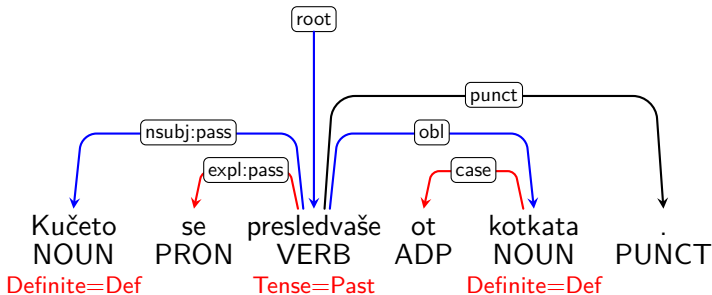 root
punct
nsubj:pass obl
expl:pass case
Kučeto se presledvaše ot kotkata .
NOUN PRON VERB ADP NOUN PUNCT
Definite=Def Tense=Past Definite=Def